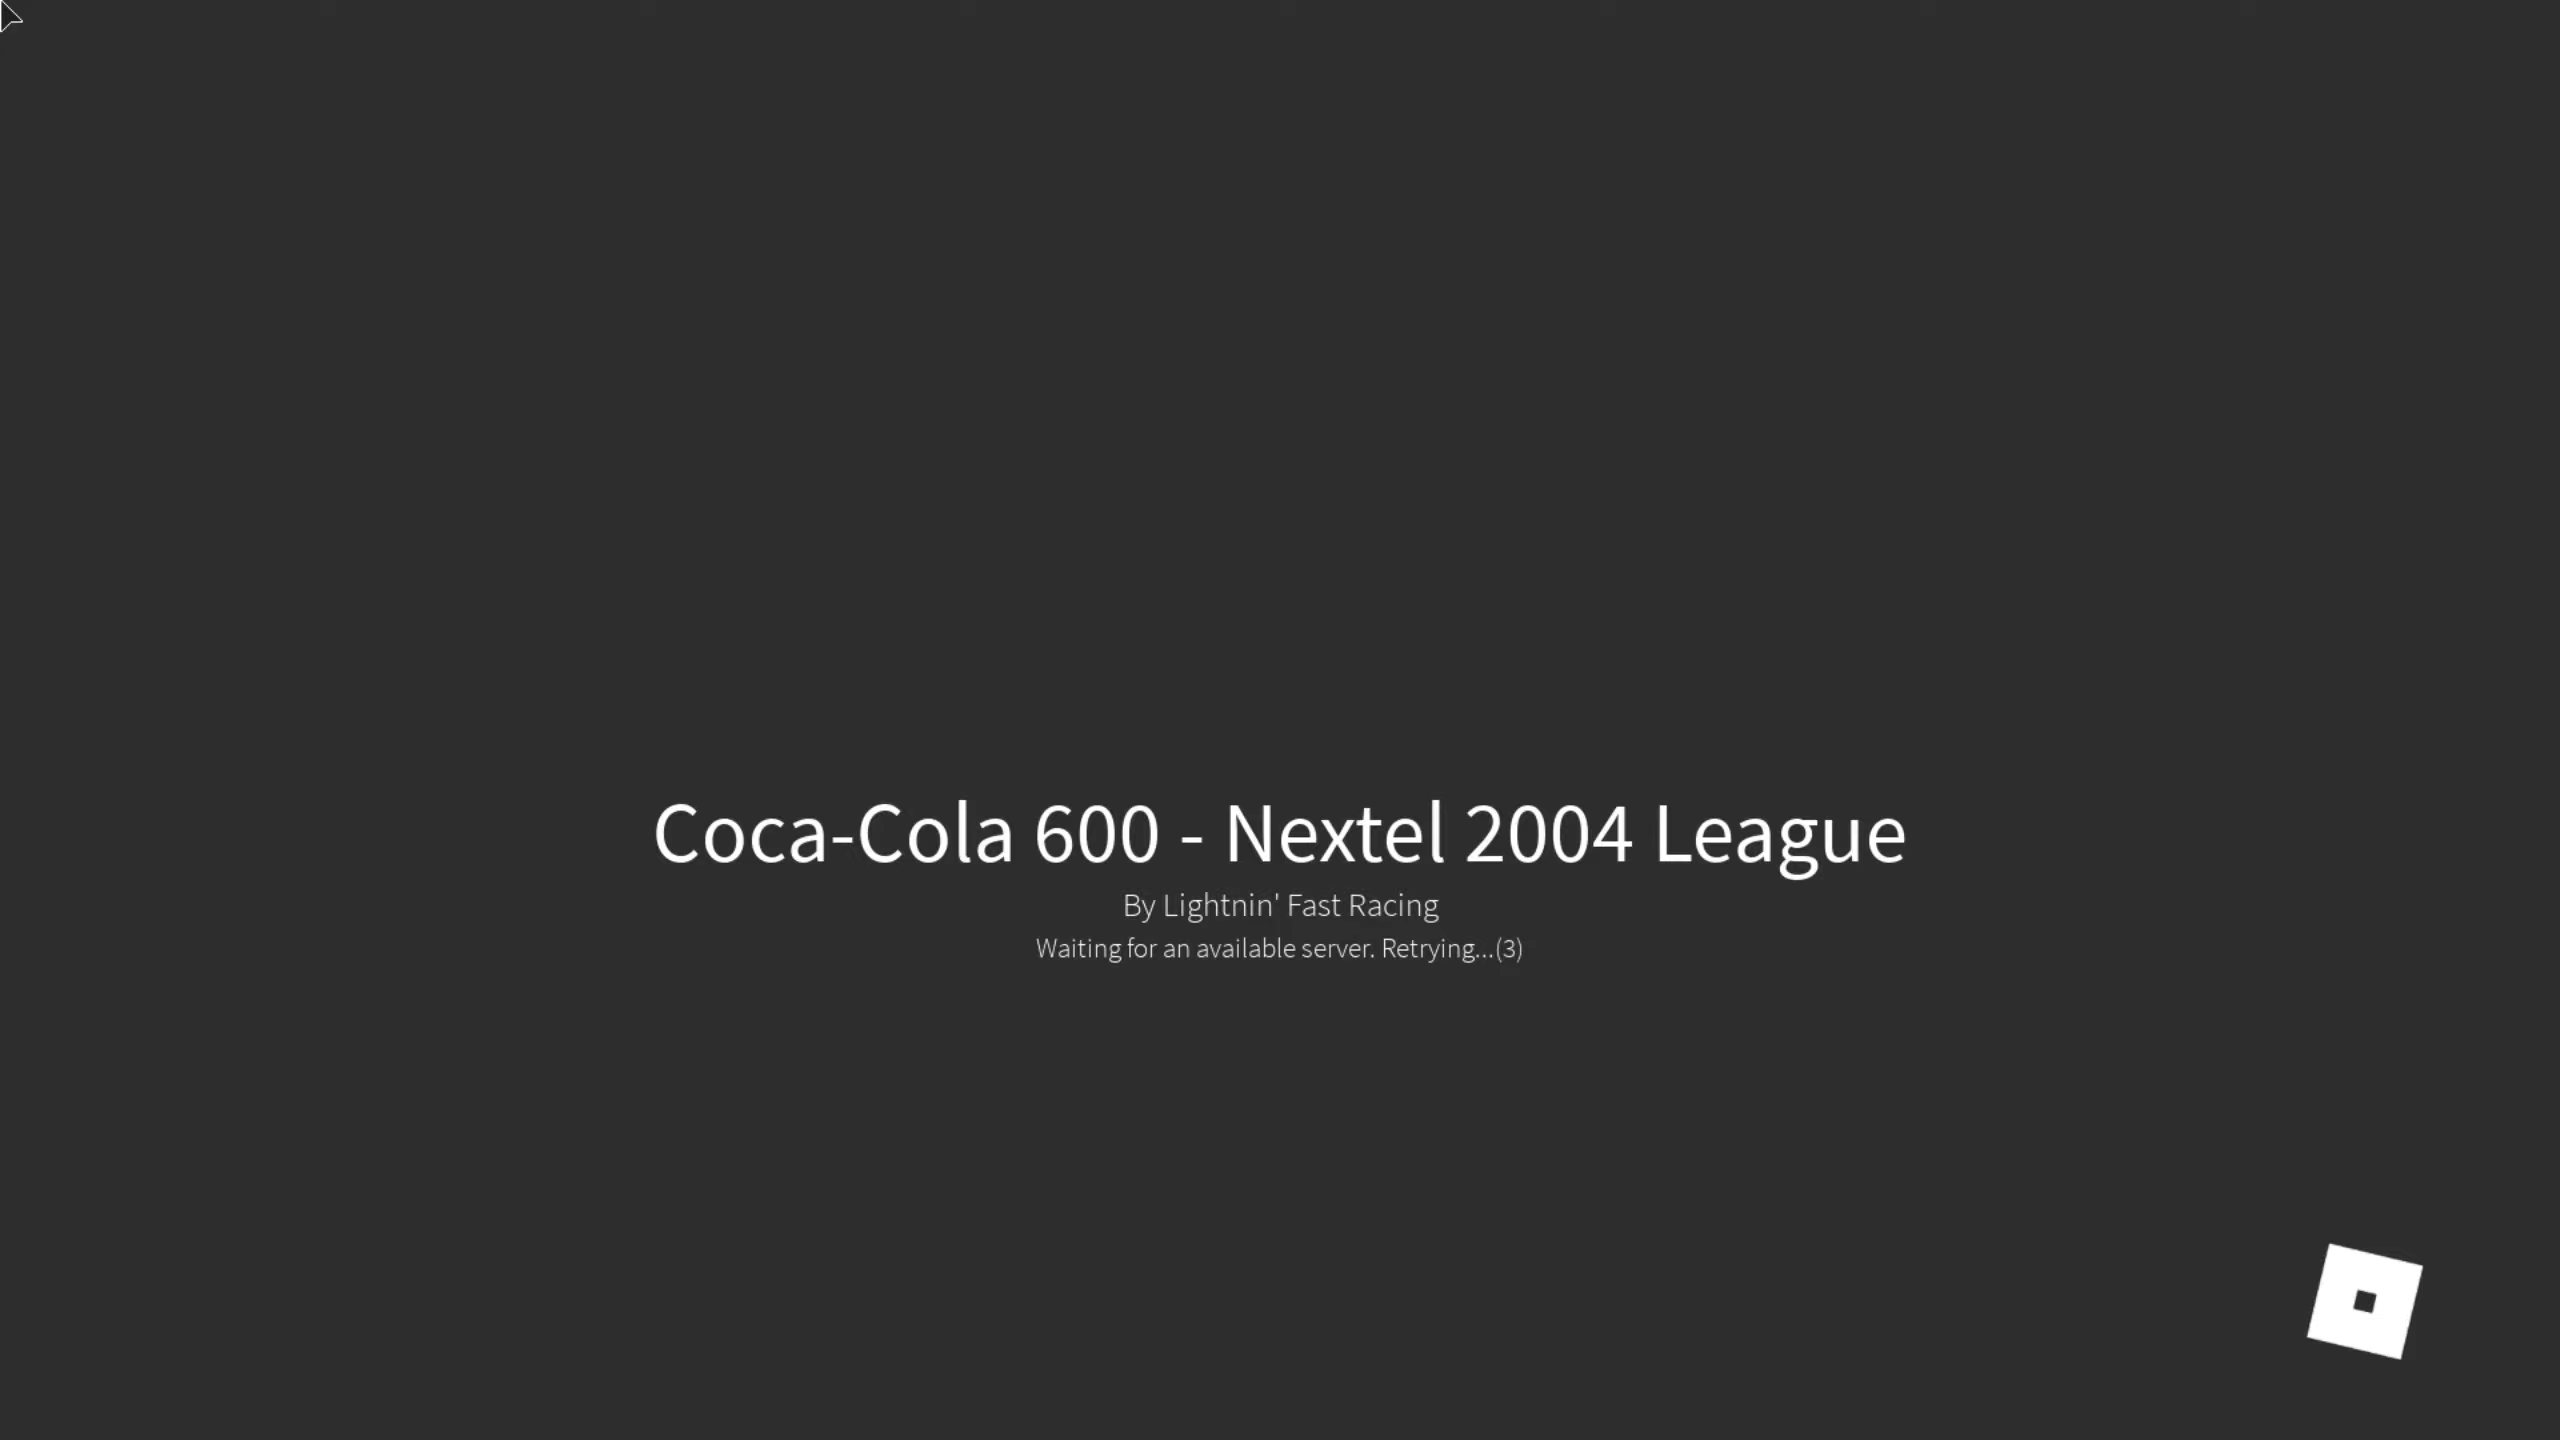 Coca-Cola 600 - Nextel 2004 League
By Lightnin' Fast Racing
Waiting for an available server. Retrying...(3)